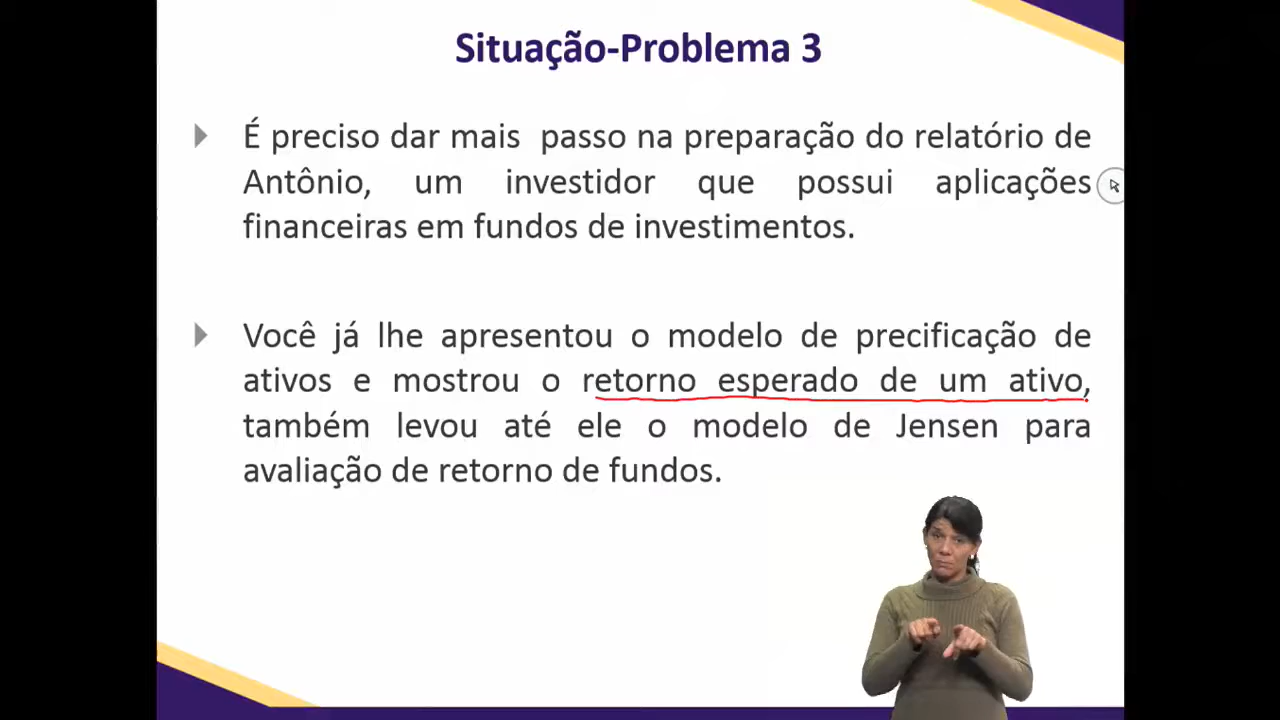 Situação-Problema 3
É preciso dar mais passo na preparação do relatório de
Antônio, um investidor que possui aplicações
financeiras em fundos de investimentos.
Você já lhe apresentou o modelo de precificação de
ativos e mostrou o retorno esperado de um ativo,
também levou até ele o modelo de Jensen para
avaliação de retorno de fundos.